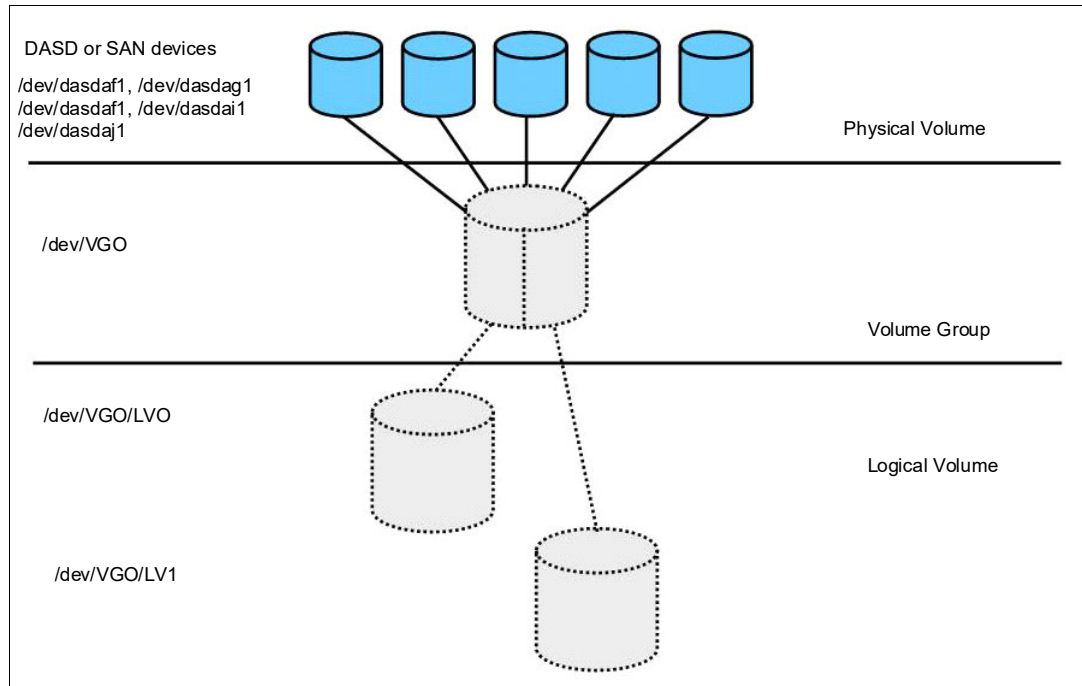 DASD or SAN devices
/dev/dasdaf1, /dev/dasdag1
/dev/dasdaf1, /dev/dasdai1
/dev/dasdaj1
Physical Volume
/dev/VGO
Volume Group
/dev/VGO/LVO
Logical Volume
/dev/VGO/LV1